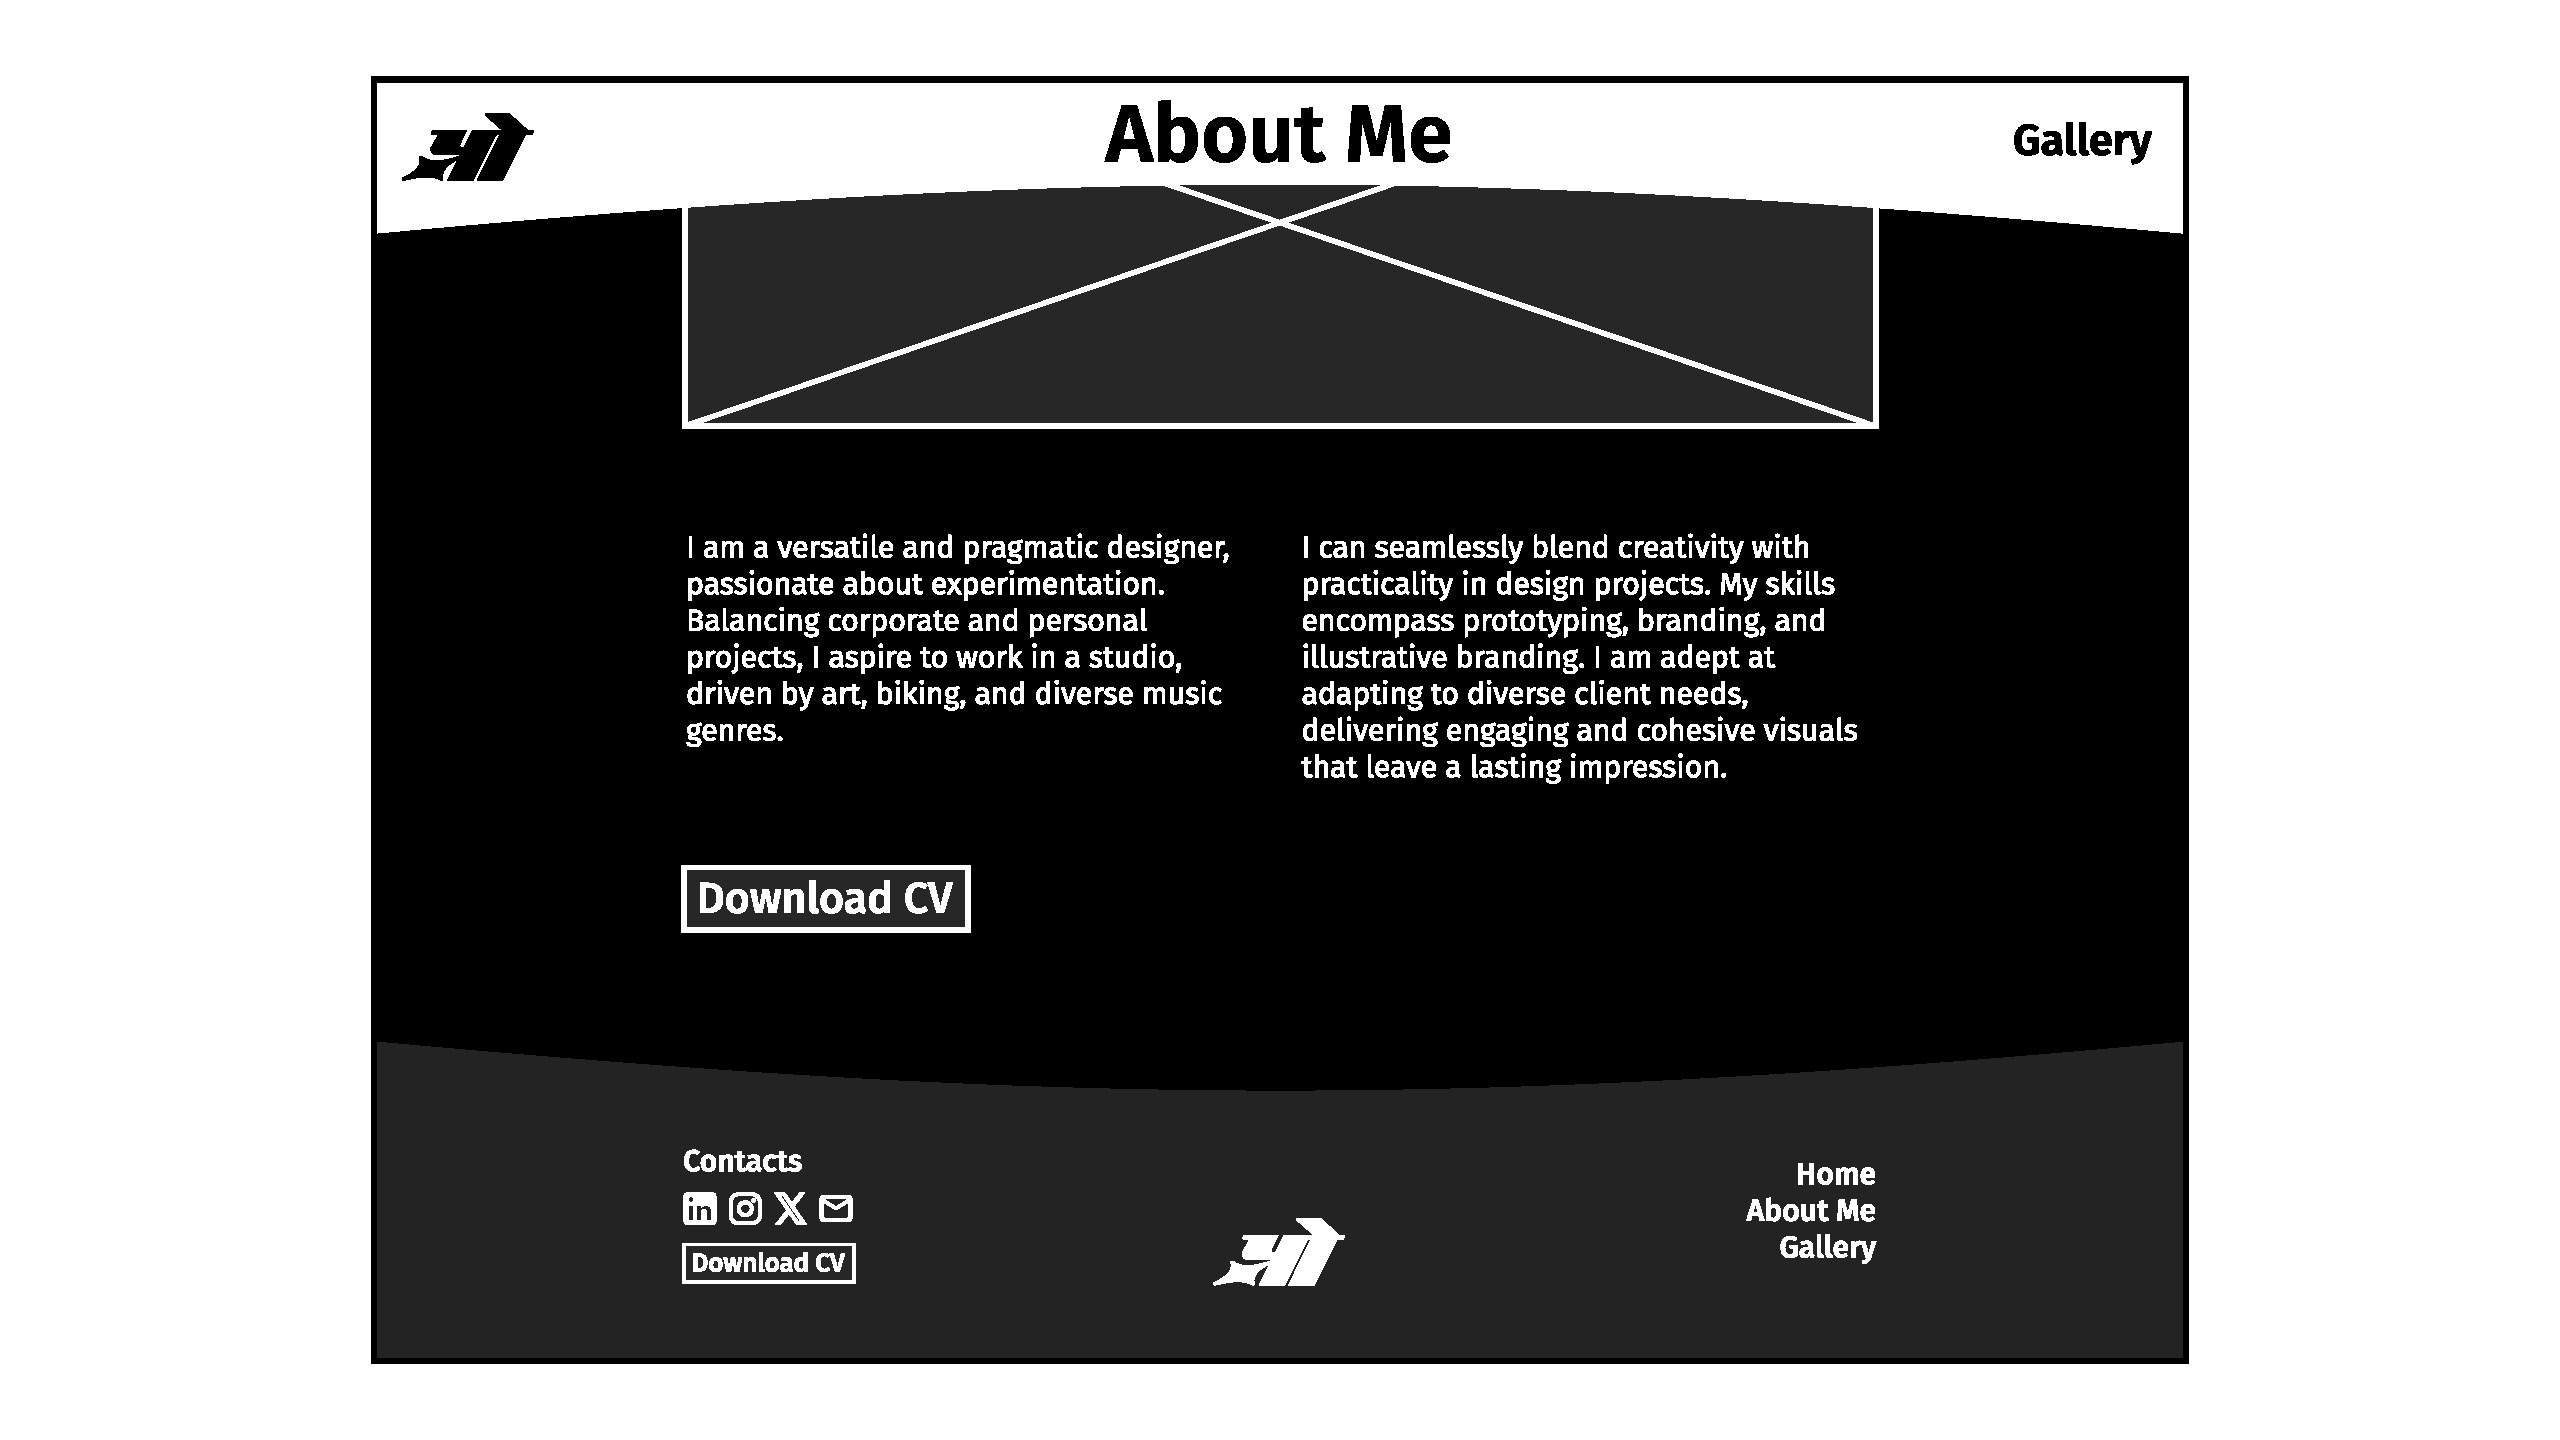 About Me
Gallery
I am a versatile and pragmatic designer,
passionate about experimentation.
Balancing corporate and personal
projects, I aspire to work in a studio,
driven by art, biking, and diverse music
genres.
I can seamlessly blend creativity with
practicality in design projects. My skills
encompass prototyping, branding, and
illustrative branding. I am adept at
adapting to diverse client needs,
delivering engaging and cohesive visuals
that leave a lasting impression.
Download CV
Contacts
in
Download CV
Home
About Me
Gallery